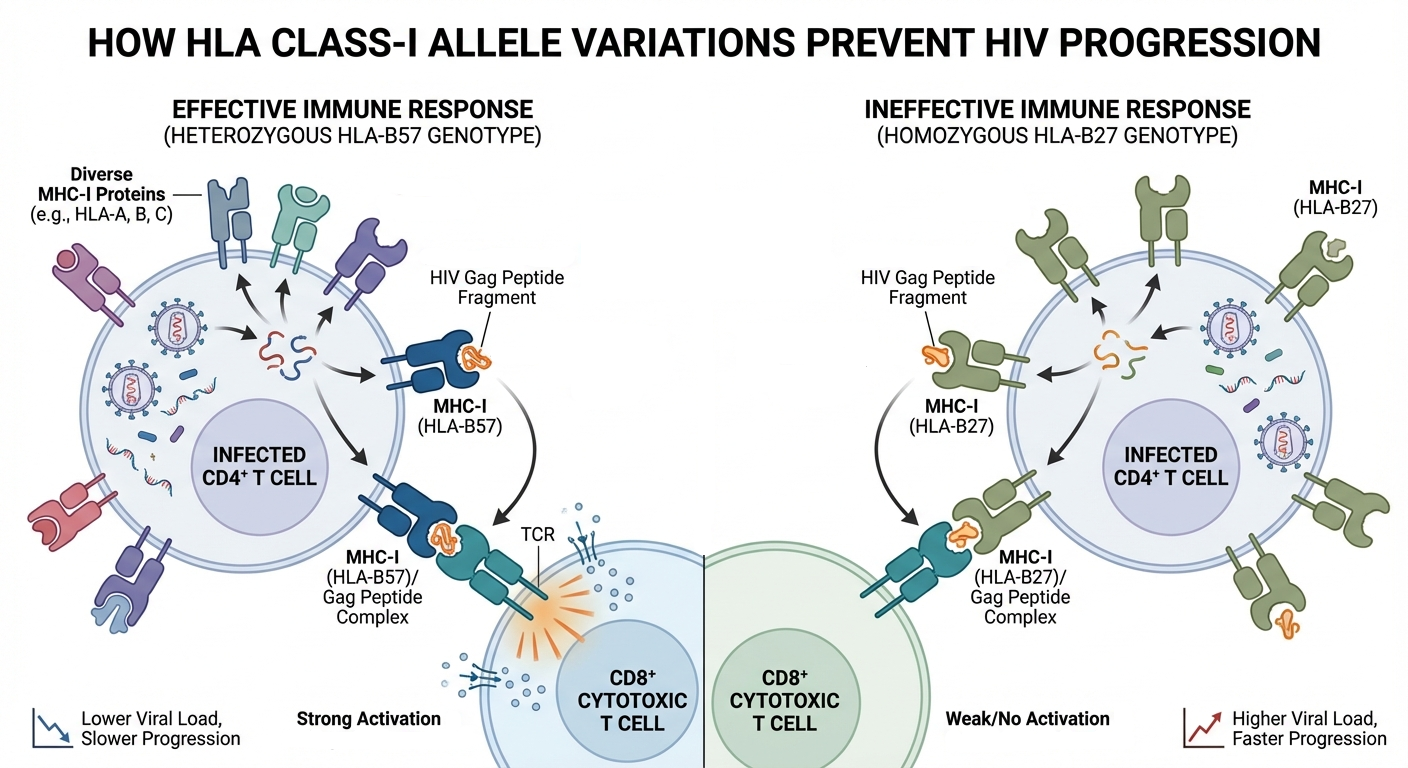 HOW HLA CLASS-I ALLELE VARIATIONS PREVENT HIV PROGRESSION
EFFECTIVE IMMUNE RESPONSE
(HETEROZYGOUS HLA-B57 GENOTYPE)
Diverse
MHC-I Proteins
(e.g., HLA-A, B, C)
HIV Gag Peptide
Fragment
MHC-I
(HLA-B57)
INFECTED
CD4⁺ T CELL
TCR
MHC-I
(HLA-B57)/
Gag Peptide
Complex
CD8⁺
CYTOTOXIC
T CELL
Lower Viral Load,
Slower Progression
Strong Activation
INEFFECTIVE IMMUNE RESPONSE
(HOMOZYGOUS HLA-B27 GENOTYPE)
MHC-I
(HLA-B27)
HIV Gag Peptide
Fragment
MHC-I
(HLA-B27)
INFECTED
CD4⁺ T CELL
MHC-I
(HLA-B27)/
Gag Peptide
Complex
CD8⁺
CYTOTOXIC
T CELL
Weak/No Activation
Higher Viral Load,
Faster Progression